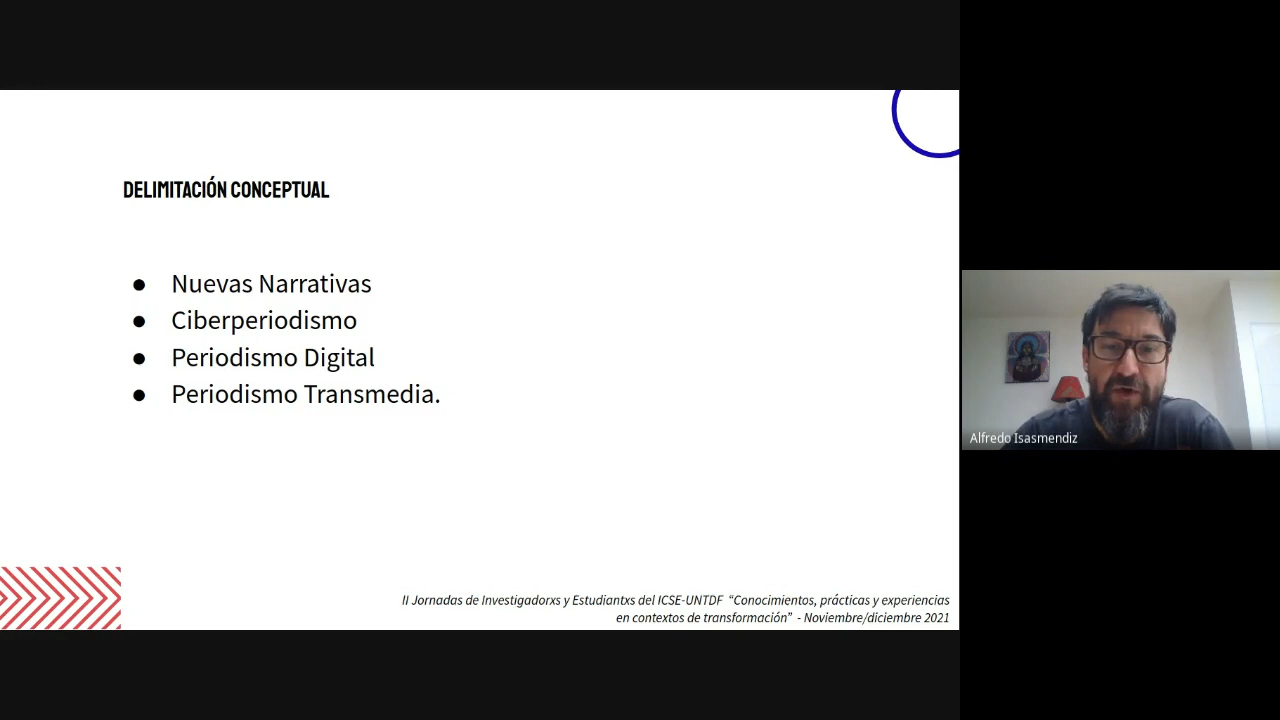 DELIMITACIÓN CONCEPTUAL
● Nuevas Narrativas
● Ciberperiodismo
● Periodismo Digital
● Periodismo Transmedia.
II Jornadas de Investigadorxs y Estudiantxs del ICSE-UNTDF “Conocimientos, prácticas y experiencias
en contextos de transformación” - Noviembre/diciembre 2021
Alfredo Isasmendiz